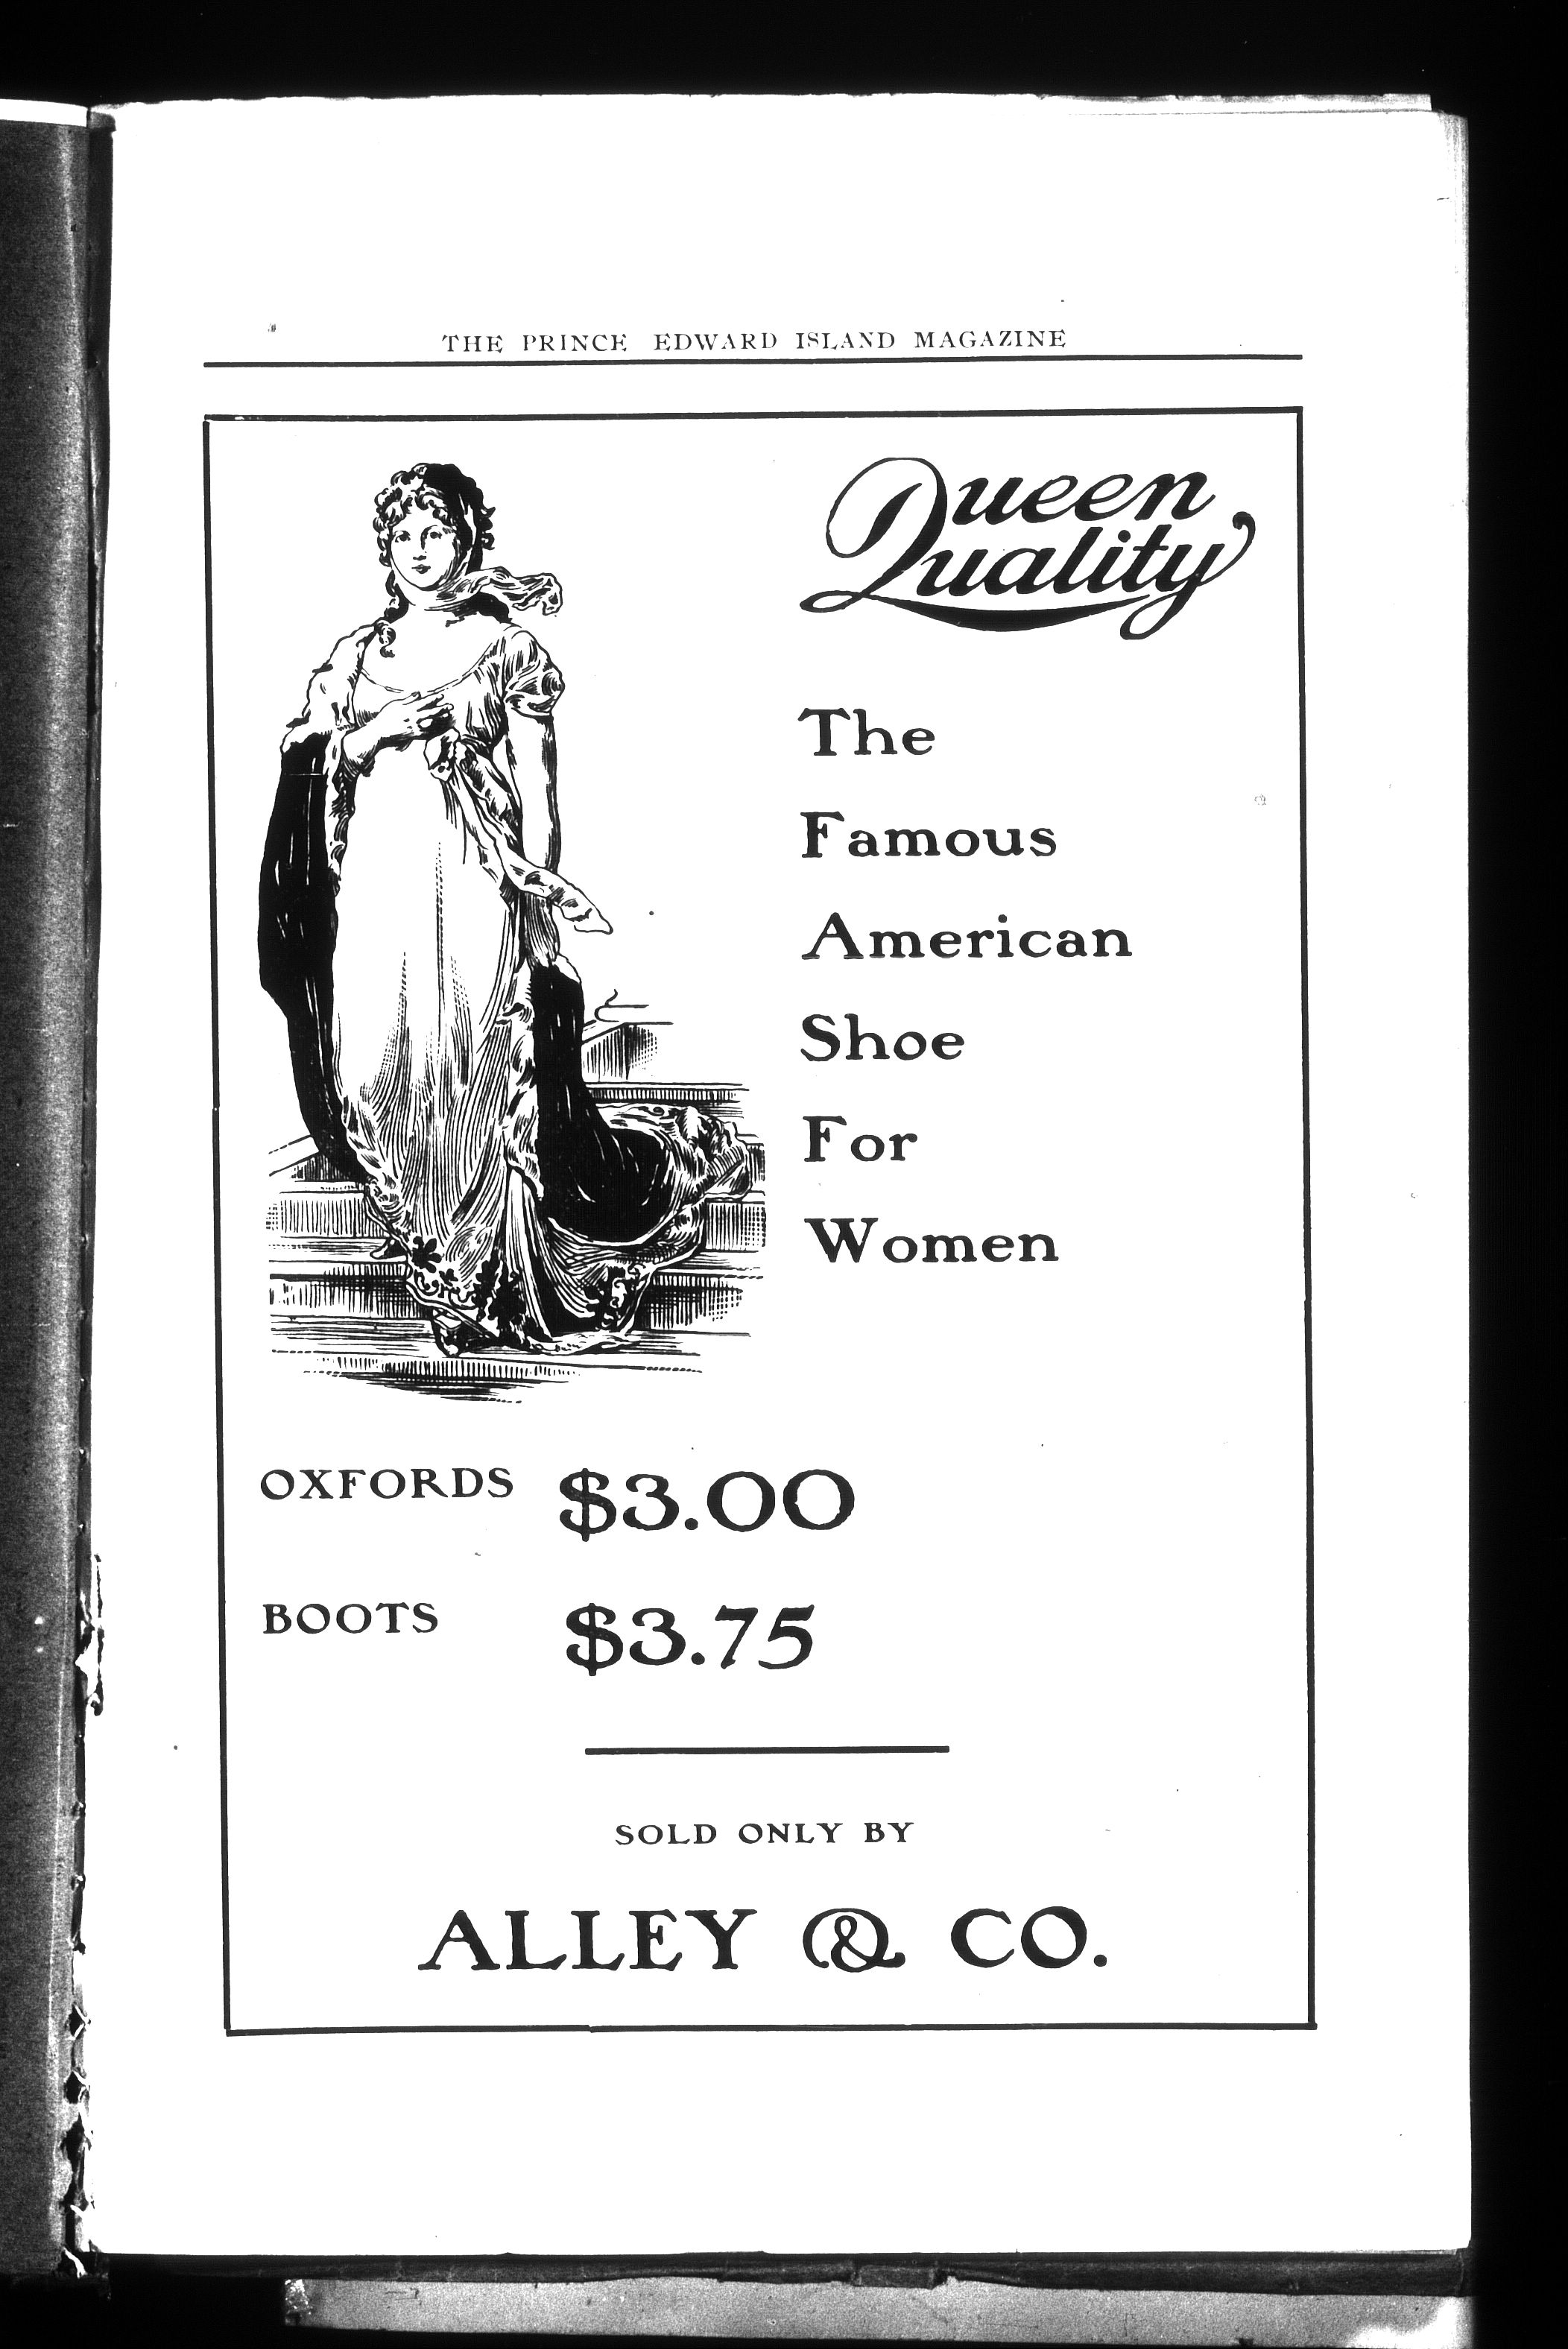 THE PRINCE EDWARD ISLAND MAGAZINE
Queen
Quality
The
Famous
American
Shoe
For
Women
OXFORDS $3.00
BOOTS $3.75
SOLD ONLY BY
ALLEY & CO.